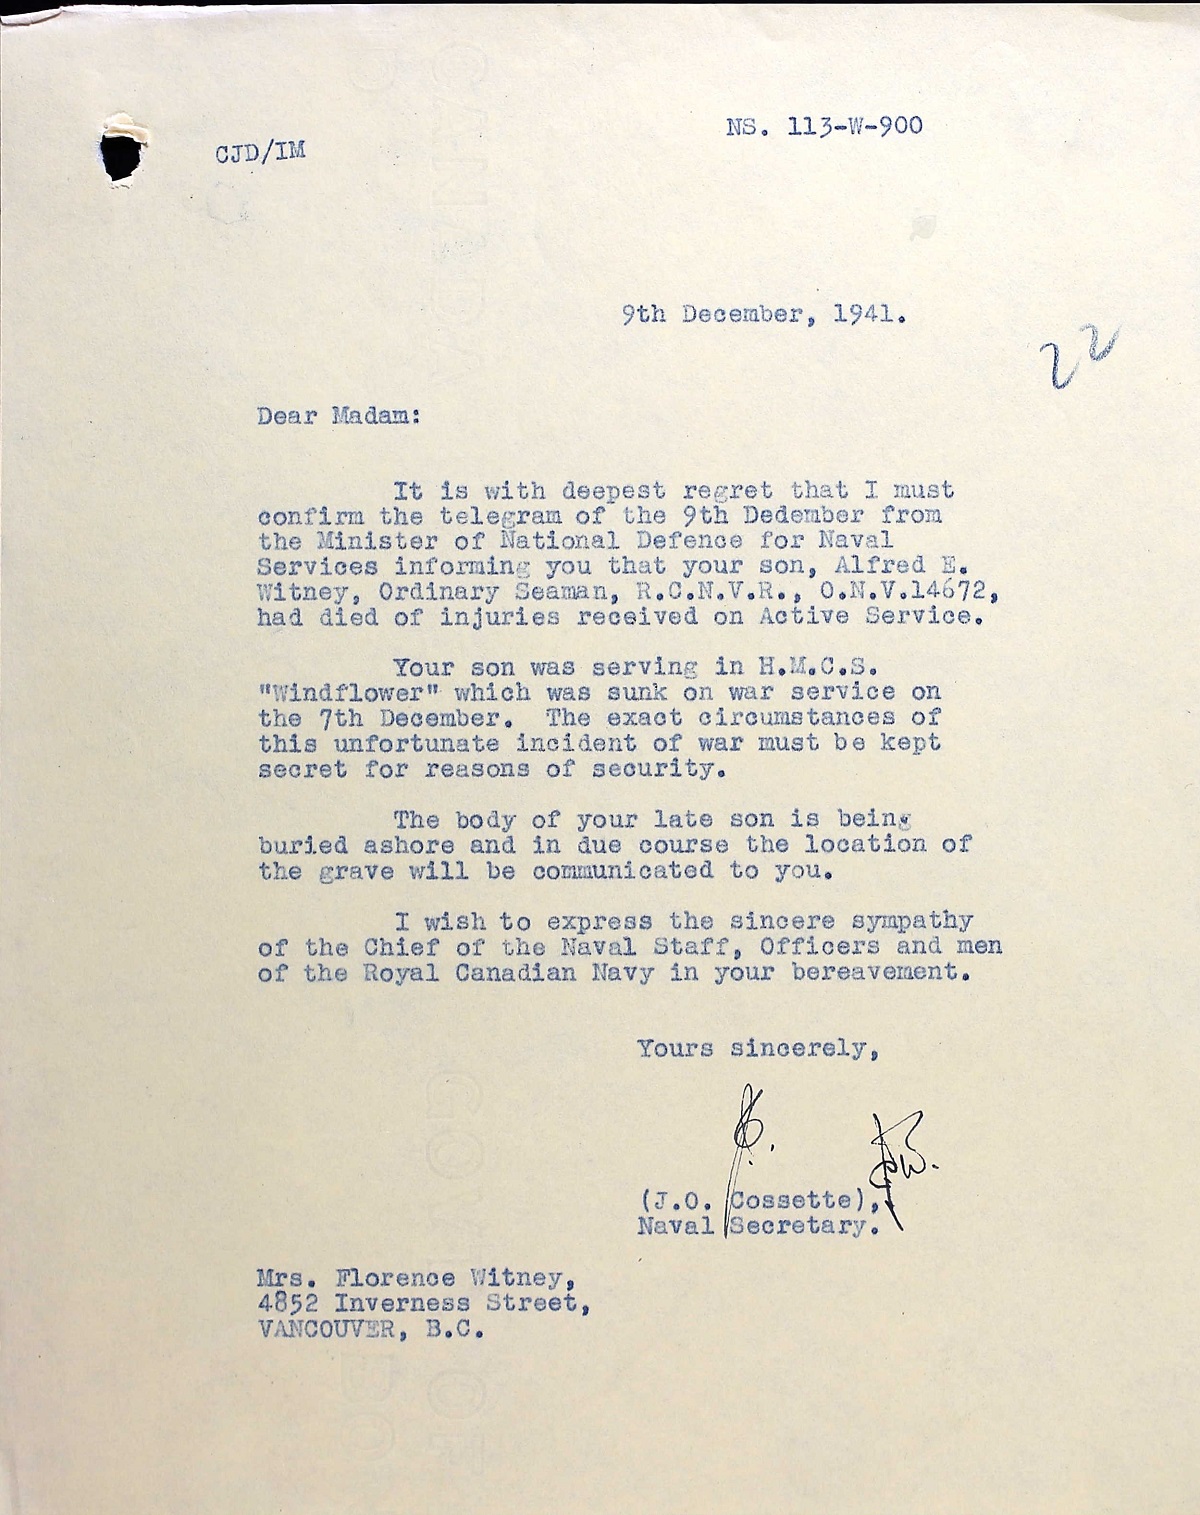 NS. 113-W-900
CJD/IM
9th December, 1941.
22
Dear Madam:
It is with deepest regret that I must
confirm the telegram of the 9th Dedember from
the Minister of National Defence for Naval
Services informing you that your son, Alfred E.
Witney, Ordinary Seaman, R.C.N.V.R., O.N.V.14672,
had died of injuries received on Active Service.
Your son was serving in H.M.C.S.
"Windflower" which was sunk on war service on
the 7th December. The exact circumstances of
this unfortunate incident of war must be kept
secret for reasons of security.
The body of your late son is being
buried ashore and in due course the location of
the grave will be communicated to you.
I wish to express the sincere sympathy
of the Chief of the Naval Staff, Officers and men
of the Royal Canadian Navy in your bereavement.
Yours sincerely,
(J.O. Cossette),
Naval Secretary.
Mrs. Florence Witney,
4852 Inverness Street,
VANCOUVER, B.C.